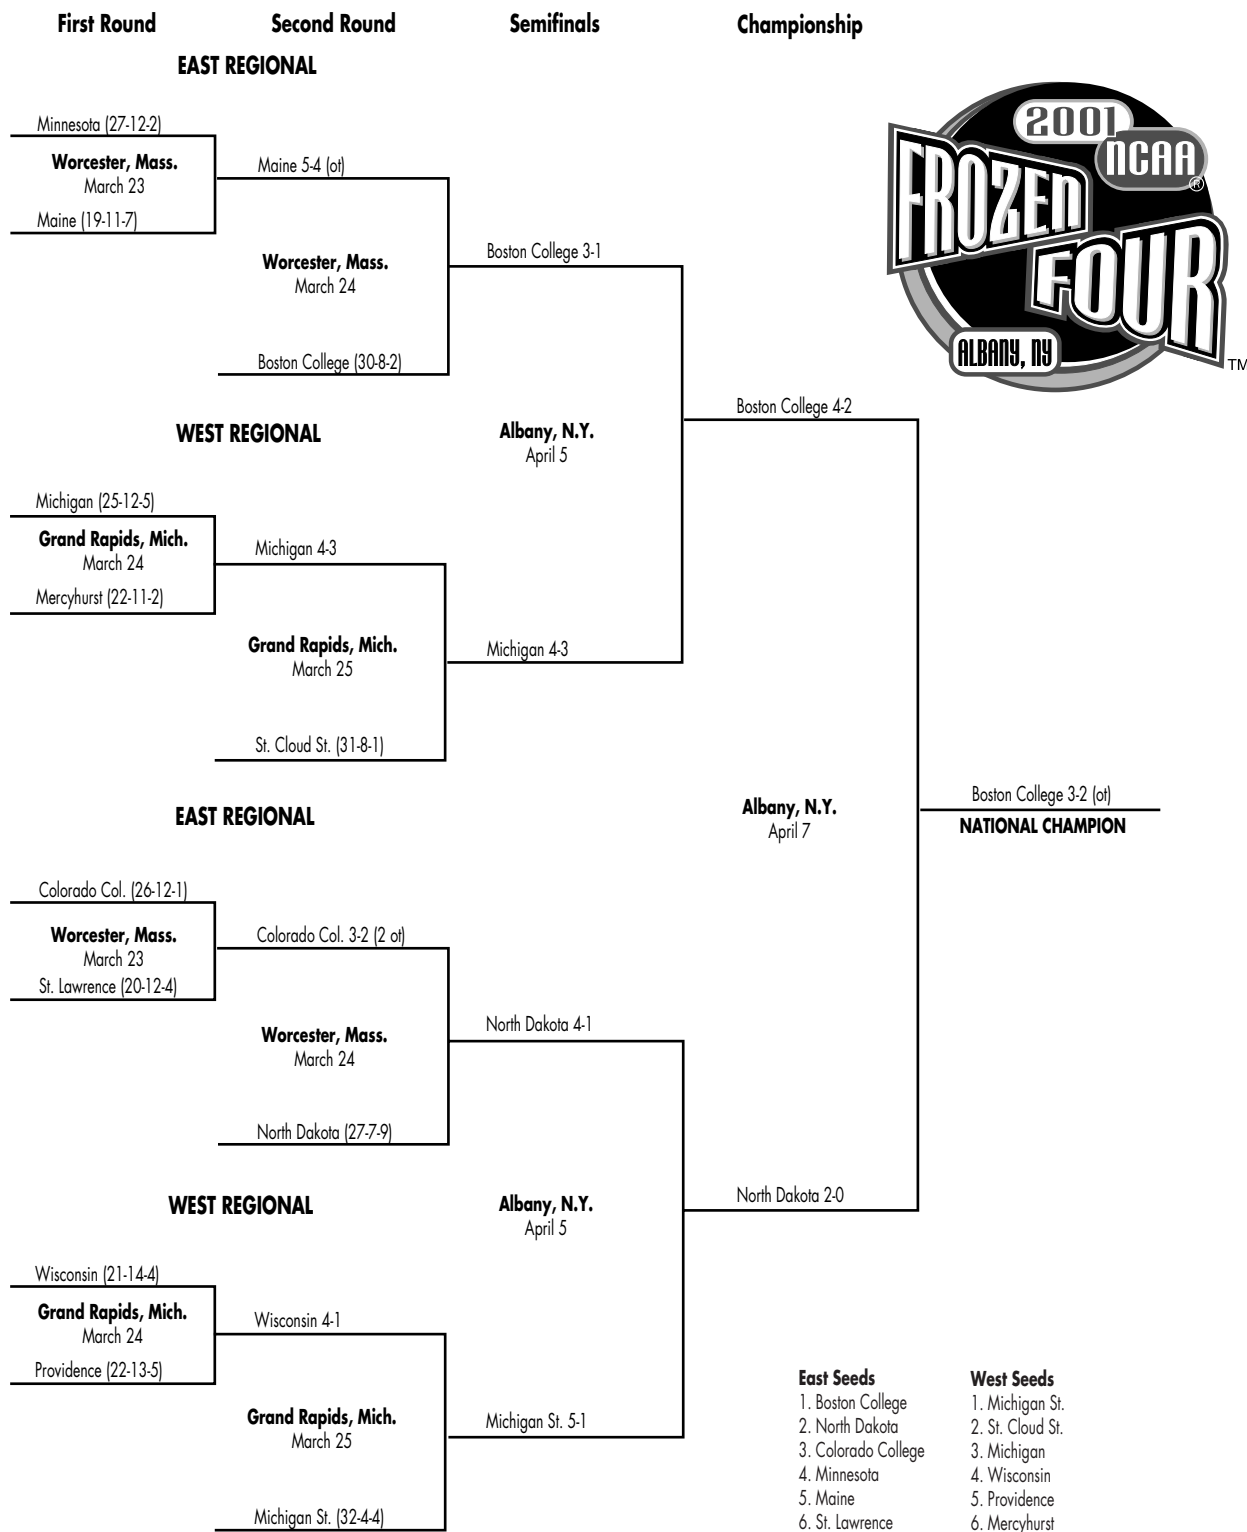 First Round Second Round Semifinals Championship
EAST REGIONAL
2001
NCAA
®
FROZEN
FOUR
ALBANY, NY
TM
Minnesota (27-12-2)
Worcester, Mass.
March 23
Maine (19-11-7)
Maine 5-4 (ot)
Worcester, Mass.
March 24
Boston College (30-8-2)
Boston College 3-1
WEST REGIONAL
Albany, N.Y.
April 5
Boston College 4-2
Michigan (25-12-5)
Grand Rapids, Mich.
March 24
Mercyhurst (22-11-2)
Michigan 4-3
Grand Rapids, Mich.
March 25
St. Cloud St. (31-8-1)
Michigan 4-3
EAST REGIONAL
Albany, N.Y.
April 7
Boston College 3-2 (ot)
NATIONAL CHAMPION
Colorado Col. (26-12-1)
Worcester, Mass.
March 23
St. Lawrence (20-12-4)
Colorado Col. 3-2 (2 ot)
Worcester, Mass.
March 24
North Dakota (27-7-9)
North Dakota 4-1
WEST REGIONAL
Albany, N.Y.
April 5
North Dakota 2-0
Wisconsin (21-14-4)
Grand Rapids, Mich.
March 24
Providence (22-13-5)
Wisconsin 4-1
Grand Rapids, Mich.
March 25
Michigan St. (32-4-4)
Michigan St. 5-1
East Seeds
1. Boston College
2. North Dakota
3. Colorado College
4. Minnesota
5. Maine
6. St. Lawrence
West Seeds
1. Michigan St.
2. St. Cloud St.
3. Michigan
4. Wisconsin
5. Providence
6. Mercyhurst